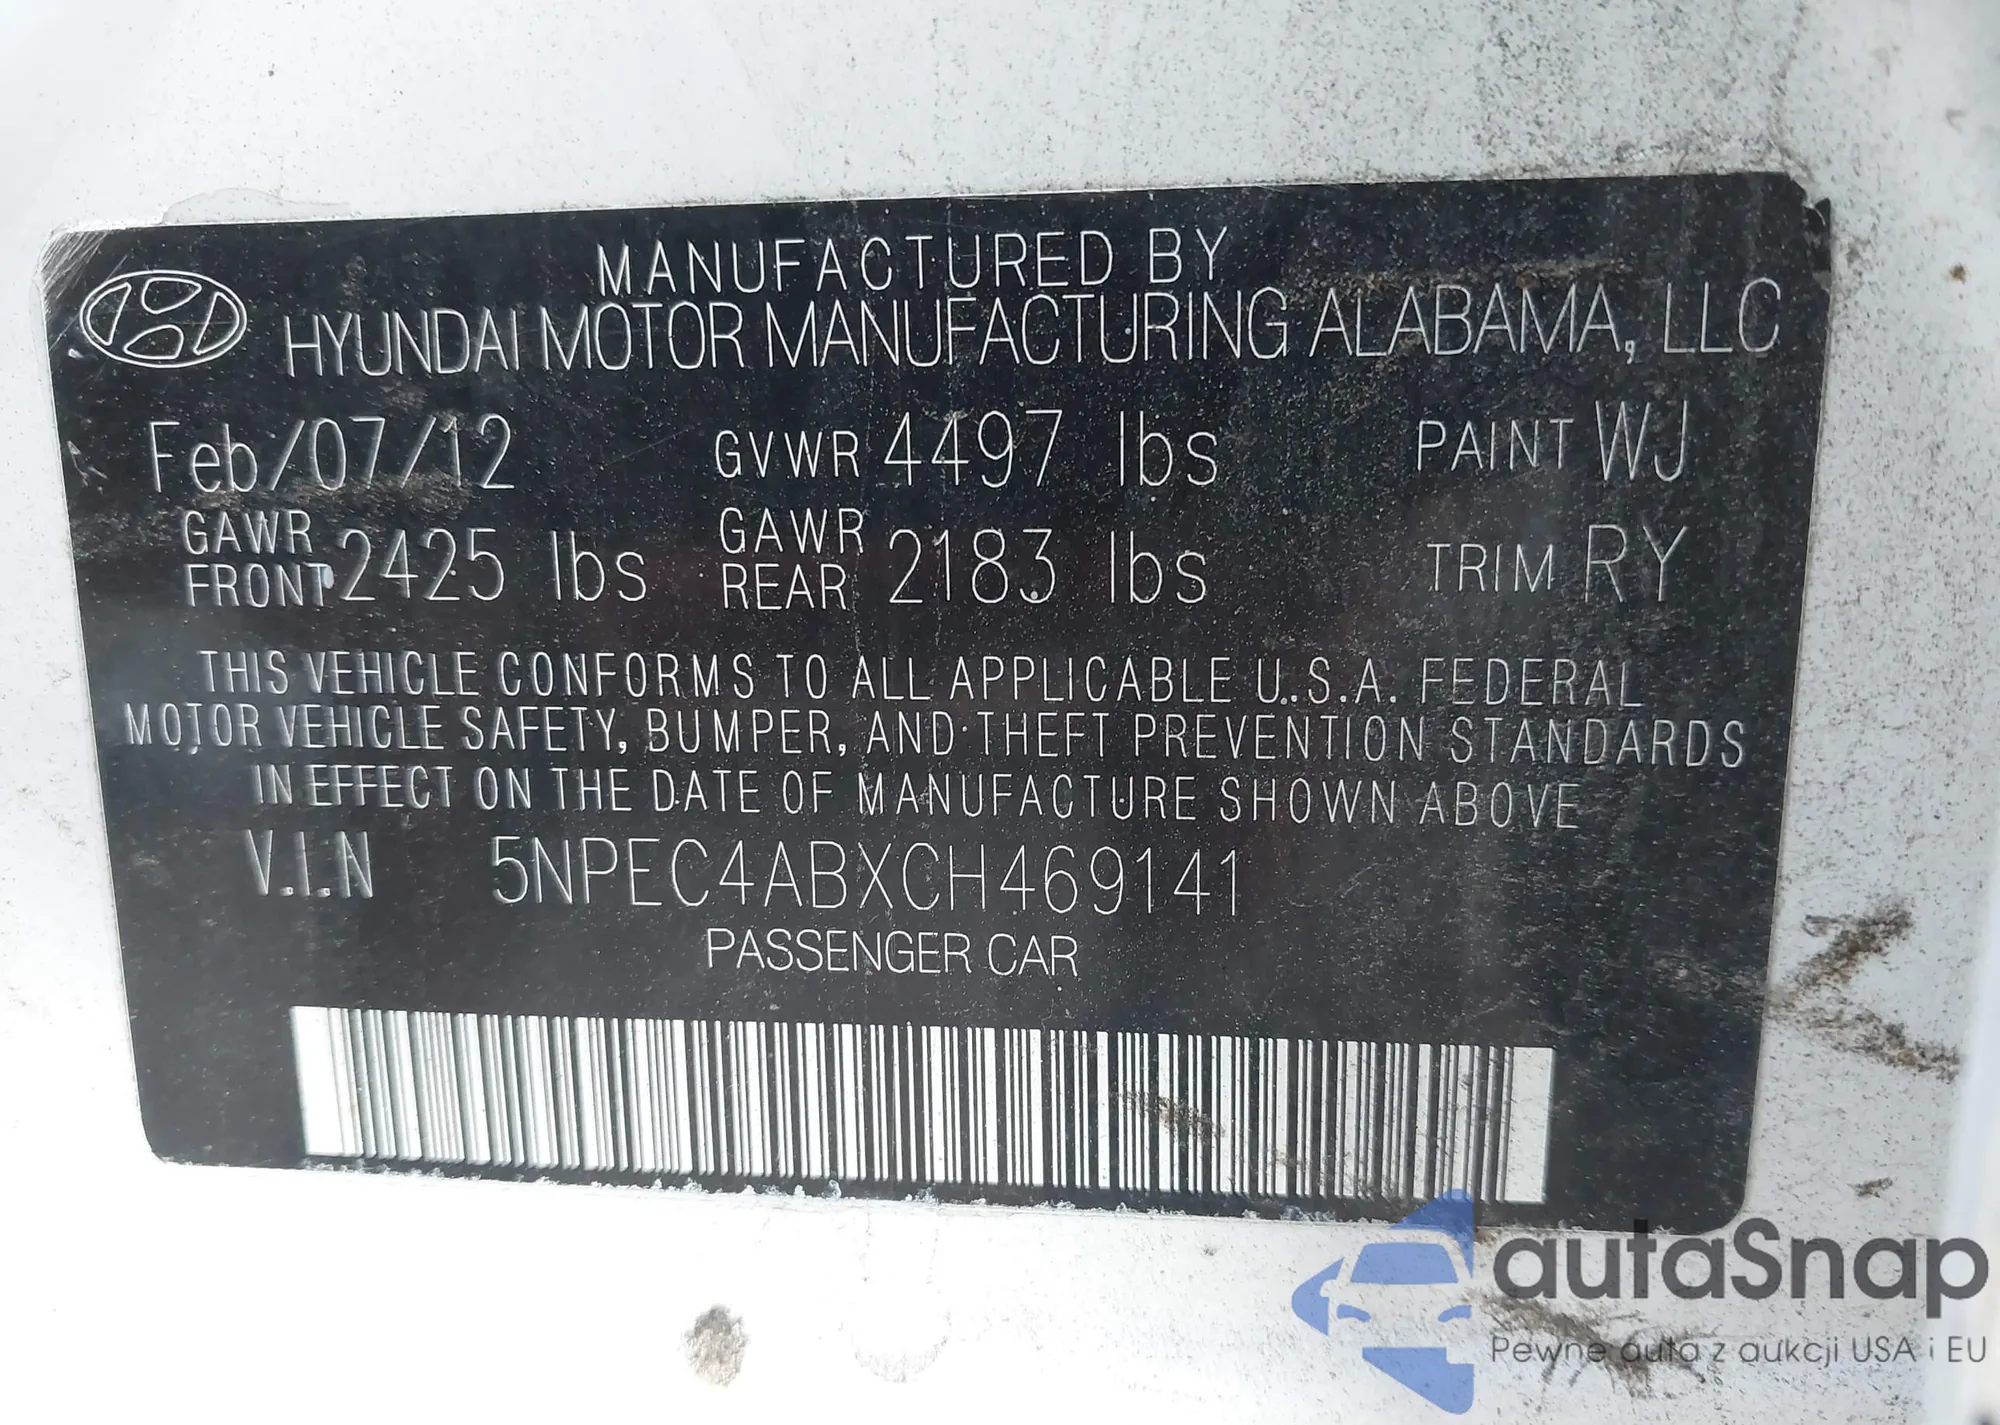 MANUFACTURED BY
HYUNDAI MOTOR MANUFACTURING ALABAMA, LLC
Feb/07/12 GVWR 4497 lbs PAINT WJ
GAWR FRONT 2425 lbs GAWR REAR 2183 lbs TRIM RY
THIS VEHICLE CONFORMS TO ALL APPLICABLE U.S.A. FEDERAL
MOTOR VEHICLE SAFETY, BUMPER, AND THEFT PREVENTION STANDARDS
IN EFFECT ON THE DATE OF MANUFACTURE SHOWN ABOVE
V.I.N 5NPEC4ABXCH469141
PASSENGER CAR
autaSnap
Pewne auta z aukcji USA i EU